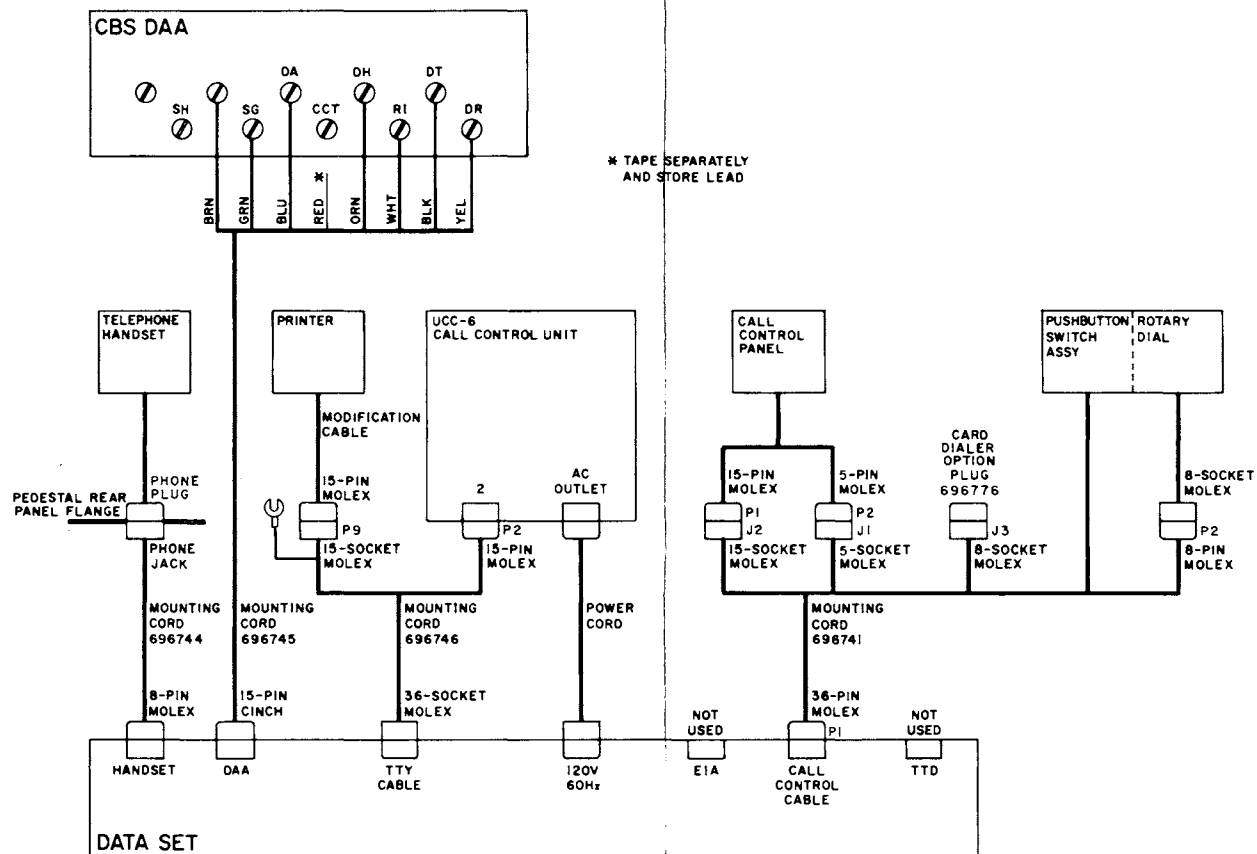 CBS DAA
DA
OH
DT
SH
SG
CCT
RI
DR
*
BRN
GRN
BLU
RED
ORN
WHT
BLK
YEL
* TAPE SEPARATELY
AND STORE LEAD
TELEPHONE
HANDSET
PRINTER
UCC-6
CALL CONTROL UNIT
CALL
CONTROL
PANEL
PUSHBUTTON
SWITCH
ASSY
ROTARY
DIAL
MODIFICATION
CABLE
PEDESTAL REAR
PANEL FLANGE
PHONE
PLUG
15-PIN
MOLEX
2
AC
OUTLET
15-PIN
MOLEX
5-PIN
MOLEX
CARD
DIALER
OPTION
PLUG
696776
8-SOCKET
MOLEX
P9
P2
P1
J2
P2
J1
J3
P2
PHONE
JACK
15-SOCKET
MOLEX
15-PIN
MOLEX
15-SOCKET
MOLEX
5-SOCKET
MOLEX
8-SOCKET
MOLEX
8-PIN
MOLEX
MOUNTING
CORD
696744
MOUNTING
CORD
696745
MOUNTING
CORD
696746
POWER
CORD
MOUNTING
CORD
696741
8-PIN
MOLEX
15-PIN
CINCH
36-SOCKET
MOLEX
NOT
USED
36-PIN
MOLEX
P1
NOT
USED
HANDSET
DAA
TTY
CABLE
120V
60Hz
EIA
CALL
CONTROL
CABLE
TTD
DATA SET